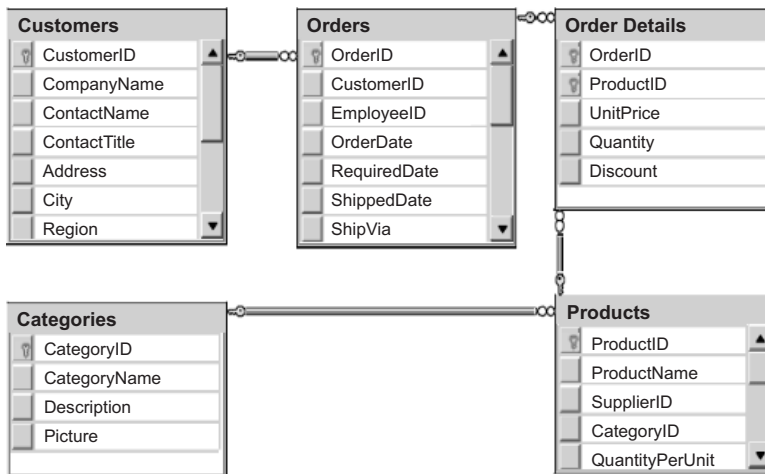 Customers
CustomerID
CompanyName
ContactName
ContactTitle
Address
City
Region
Orders
OrderID
CustomerID
EmployeeID
OrderDate
RequiredDate
ShippedDate
ShipVia
Order Details
OrderID
ProductID
UnitPrice
Quantity
Discount
Categories
CategoryID
CategoryName
Description
Picture
Products
ProductID
ProductName
SupplierID
CategoryID
QuantityPerUnit